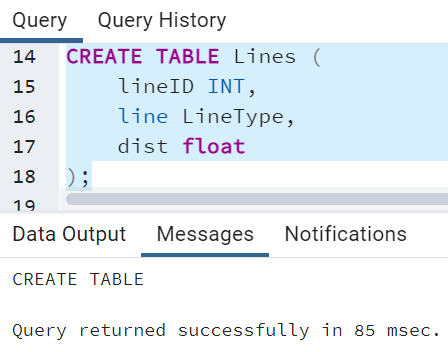 Query Query History
14 CREATE TABLE Lines (
15 lineID INT,
16 line LineType,
17 dist float
18 );
19
Data Output Messages Notifications
CREATE TABLE
Query returned successfully in 85 msec.